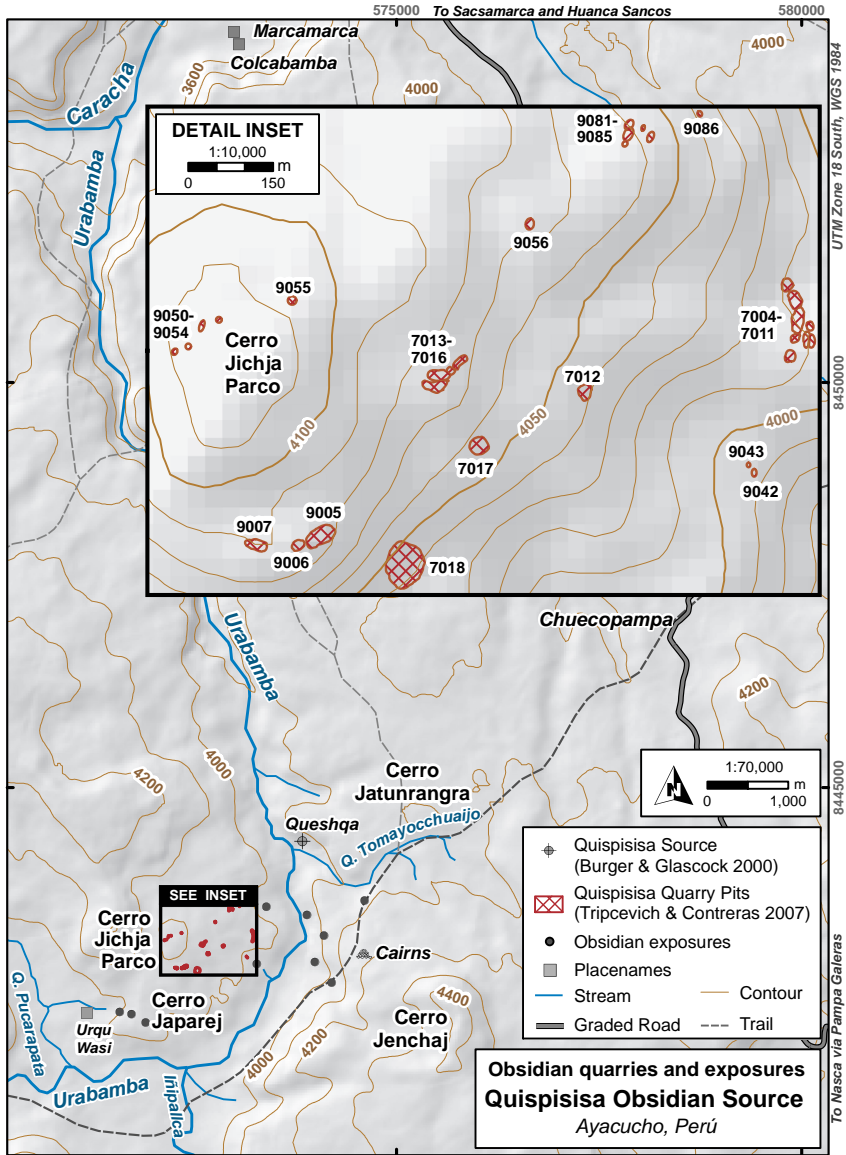 575000
To Sacsamarca and Huanca Sancos
580000
Marcamarca
Colcabamba
3600
4000
4000
UTM Zone 18 South, WGS 1984
Caracha
Urabamba
Urabamba
DETAIL INSET
1:10,000
m
0 150
9081-
9085
9086
9056
9055
9050-
9054
Cerro
Jichja
Parco
7013-
7016
7004-
7011
7012
8450000
4100
4050
4000
7017
9043
9042
9007
9005
9006
7018
Urabamba
Chuecopampa
4200
4000
4200
Cerro
Jatunrangra
Queshqa
Q. Tomayocchuaijo
N
1:70,000
m
0 1,000
8445000
Quispisisa Source
(Burger & Glascock 2000)
Quispisisa Quarry Pits
(Tripcevich & Contreras 2007)
Obsidian exposures
Placenames
Stream
Contour
Graded Road
Trail
SEE INSET
Cerro
Jichja
Parco
Cairns
Q. Pucarapata
Urqu
Wasi
Cerro
Japarej
4400
Cerro
Jenchaj
4200
4000
Urabamba
Iñipallca
To Nasca via Pampa Galeras
Obsidian quarries and exposures
Quispisisa Obsidian Source
Ayacucho, Perú